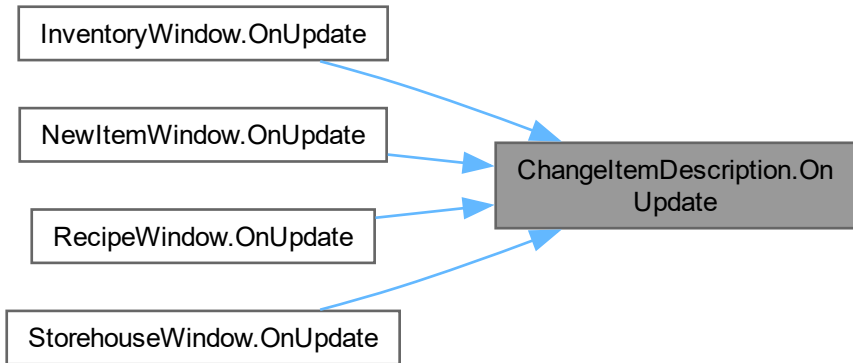 InventoryWindow.OnUpdate
NewItemWindow.OnUpdate
ChangeItemDescription.On
Update
RecipeWindow.OnUpdate
StorehouseWindow.OnUpdate